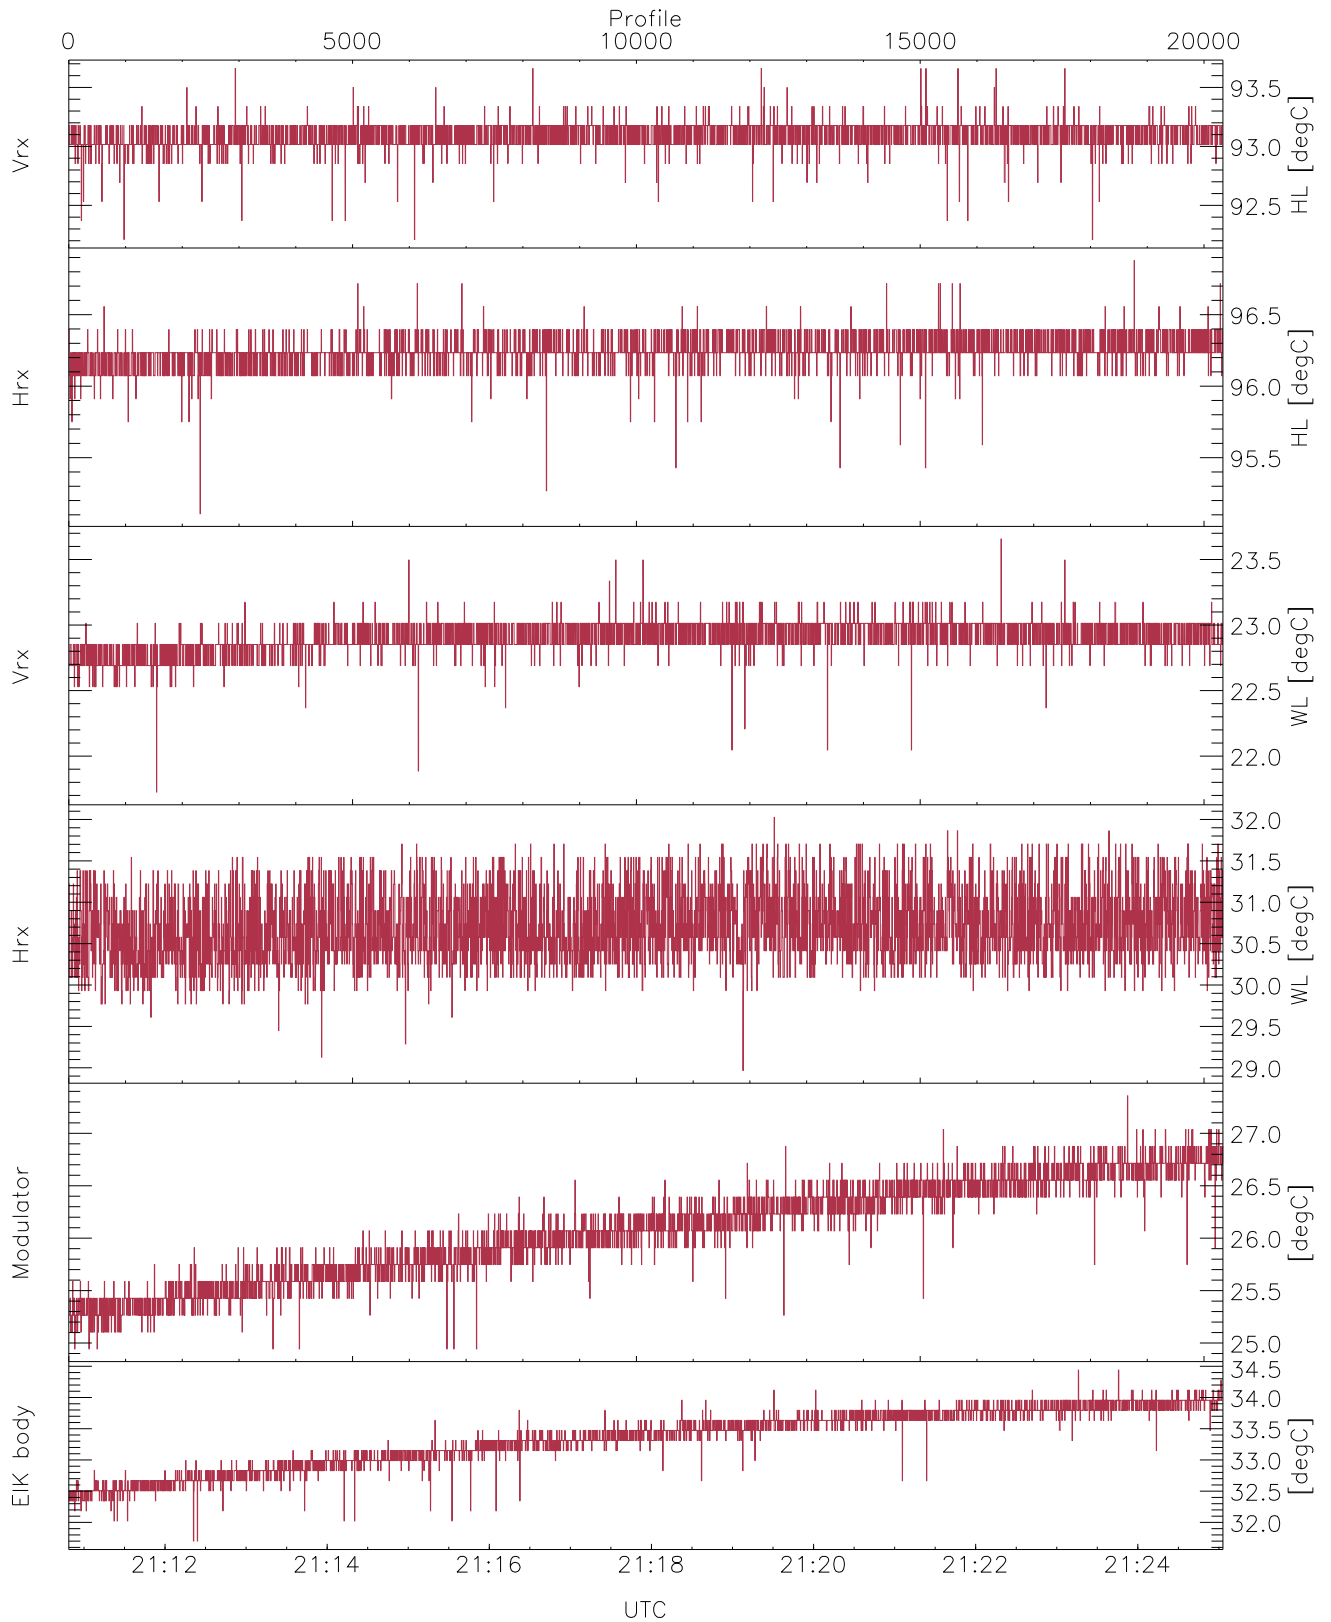 Profile
0 5000 10000 15000 20000
Vrx
93.5
93.0
92.5
HL [degC]
Hrx
96.5
96.0
95.5
HL [degC]
Vrx
23.5
23.0
22.5
22.0
WL [degC]
Hrx
32.0
31.5
31.0
30.5
30.0
29.5
29.0
WL [degC]
Modulator
27.0
26.5
26.0
25.5
25.0
[degC]
EIK body
34.5
34.0
33.5
33.0
32.5
32.0
[degC]
21:12 21:14 21:16 21:18 21:20 21:22 21:24
UTC